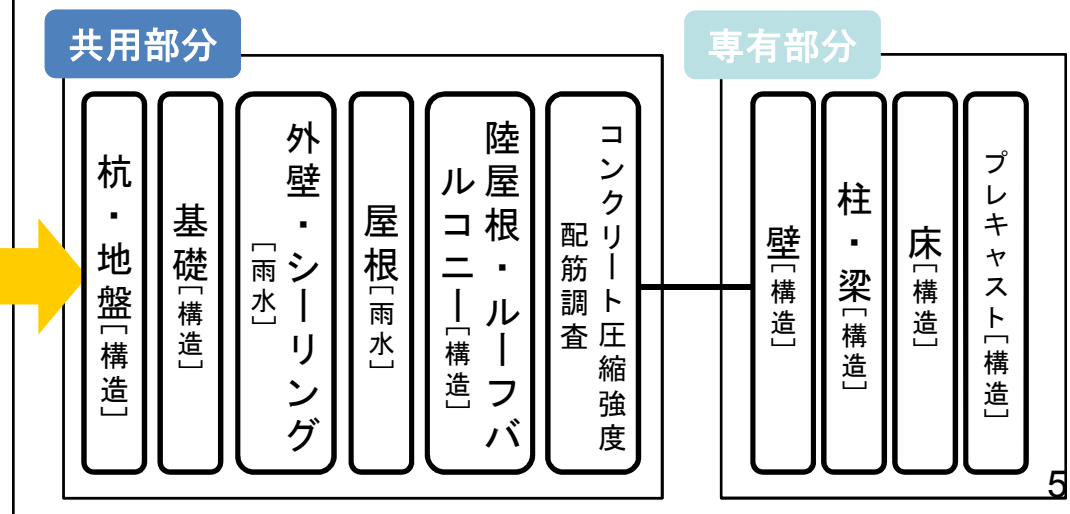 共用部分
杭・地盤［構造］
基礎［構造］
外壁・シーリング
［雨水］
屋根［雨水］
陸屋根・ルーフバ
ルコニー［構造］
コンクリート圧縮強度
配筋調査
専有部分
壁［構造］
柱・梁［構造］
床［構造］
プレキャスト［構造］
5